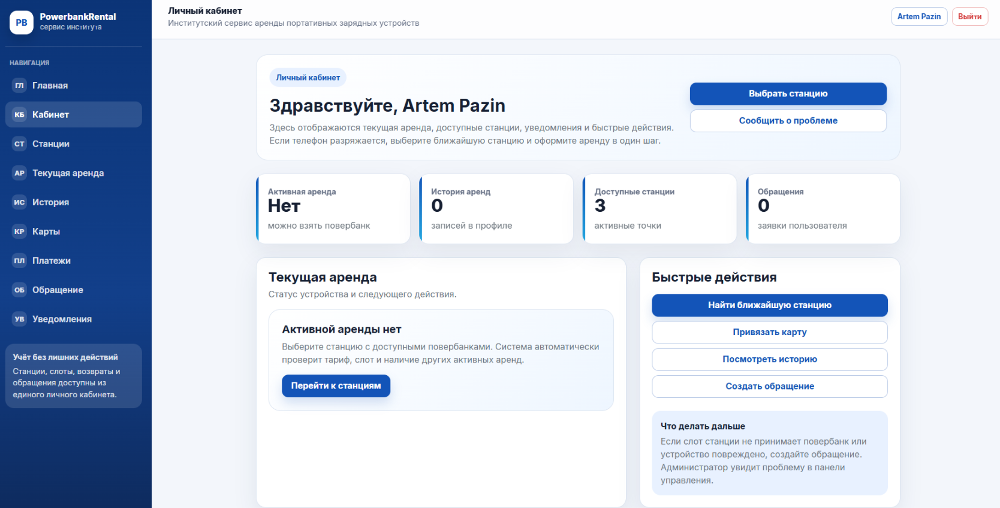 PB
PowerbankRental
сервис института
НАВИГАЦИЯ
ГЛ Главная
КБ Кабинет
СТ Станции
АР Текущая аренда
ИС История
КР Карты
ПЛ Платежи
ОБ Обращение
УВ Уведомления
Учёт без лишних действий
Станции, слоты, возвраты и
обращения доступны из
единого личного кабинета.
Личный кабинет
Институтский сервис аренды портативных зарядных устройств
Artem Pazin
Выйти
Личный кабинет
Здравствуйте, Artem Pazin
Здесь отображаются текущая аренда, доступные станции, уведомления и быстрые действия.
Если телефон разряжается, выберите ближайшую станцию и оформите аренду в один шаг.
Выбрать станцию
Сообщить о проблеме
Активная аренда
Нет
можно взять повербанк
История аренд
0
записей в профиле
Доступные станции
3
активные точки
Обращения
0
заявки пользователя
Текущая аренда
Статус устройства и следующего действия.
Активной аренды нет
Выберите станцию с доступными повербанками. Система автоматически
проверит тариф, слот и наличие других активных аренд.
Перейти к станциям
Быстрые действия
Найти ближайшую станцию
Привязать карту
Посмотреть историю
Создать обращение
Что делать дальше
Если слот станции не принимает повербанк или
устройство повреждено, создайте обращение.
Администратор увидит проблему в панели
управления.